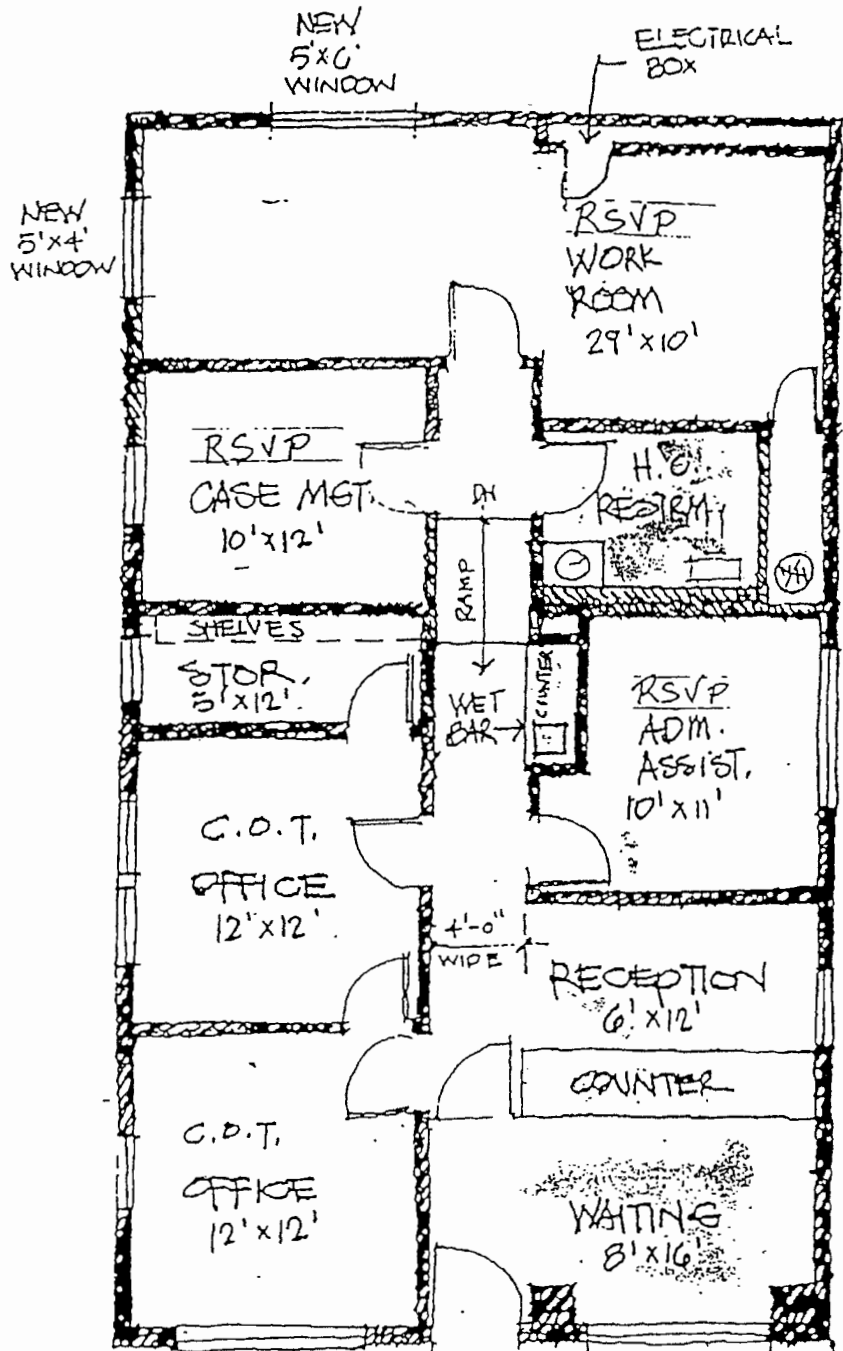 NEW
5'x6'
WINDOW
ELECTRICAL
BOX
NEW
5'x4'
WINDOW
RSVP
WORK
ROOM
29'x10'
RSVP
CASE MGT.
10'x12'
H.C.
RESTRM
DN
RAMP
WH
SHELVES
STOR.
5'x12'
WET
BAR
COUNTER
RSVP
ADM.
ASSIST.
10'x11'
C.O.T.
OFFICE
12'x12'
4'-0"
WIDE
RECEPTION
6'x12'
COUNTER
C.O.T.
OFFICE
12'x12'
WAITING
8'x16'